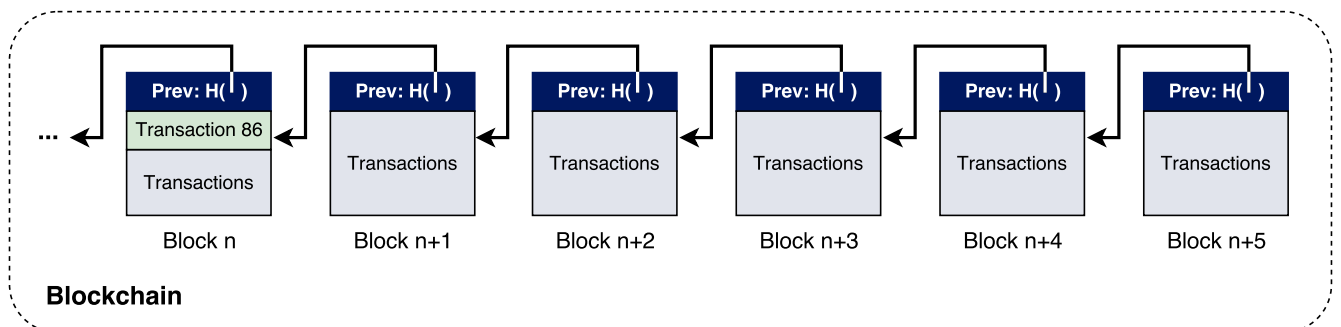 Prev: H( ) Prev: H( ) Prev: H( ) Prev: H( ) Prev: H( ) Prev: H( )
...
Transaction 86
Transactions Transactions Transactions Transactions Transactions Transactions
Block n Block n+1 Block n+2 Block n+3 Block n+4 Block n+5
Blockchain